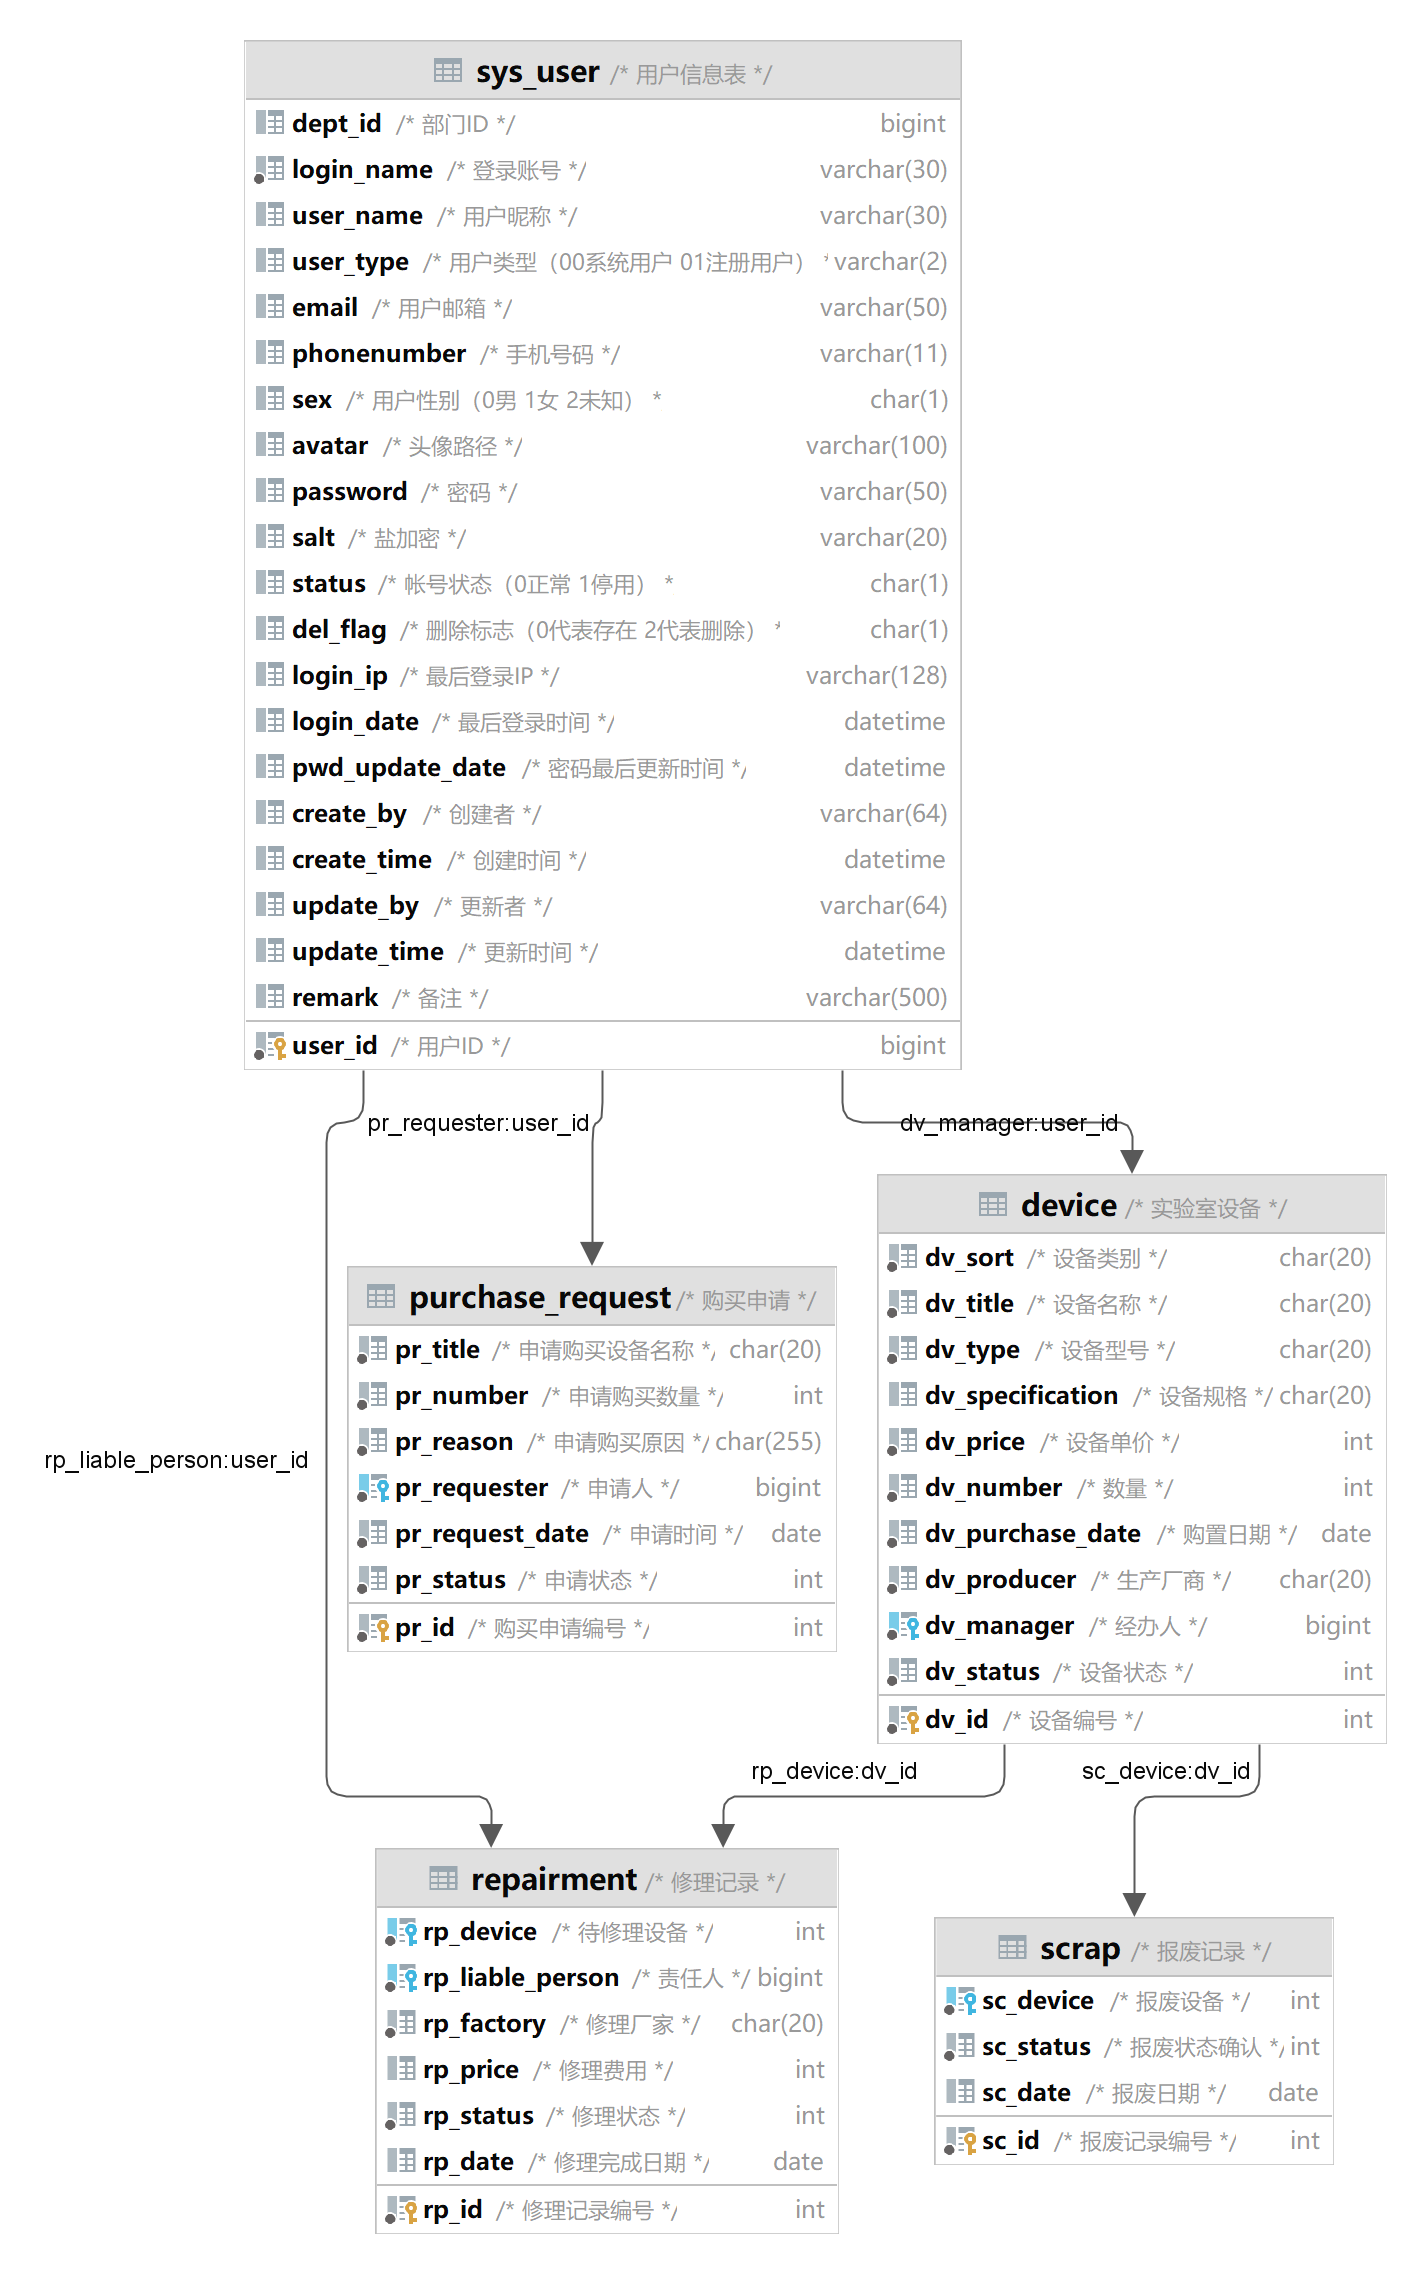 sys_user /* 用户信息表 */
dept_id /* 部门ID */ bigint
login_name /* 登录账号 */ varchar(30)
user_name /* 用户昵称 */ varchar(30)
user_type /* 用户类型（00系统用户 01注册用户） * varchar(2)
email /* 用户邮箱 */ varchar(50)
phonenumber /* 手机号码 */ varchar(11)
sex /* 用户性别（0男 1女 2未知） * char(1)
avatar /* 头像路径 */ varchar(100)
password /* 密码 */ varchar(50)
salt /* 盐加密 */ varchar(20)
status /* 帐号状态（0正常 1停用） * char(1)
del_flag /* 删除标志（0代表存在 2代表删除） * char(1)
login_ip /* 最后登录IP */ varchar(128)
login_date /* 最后登录时间 */ datetime
pwd_update_date /* 密码最后更新时间 */ datetime
create_by /* 创建者 */ varchar(64)
create_time /* 创建时间 */ datetime
update_by /* 更新者 */ varchar(64)
update_time /* 更新时间 */ datetime
remark /* 备注 */ varchar(500)
user_id /* 用户ID */ bigint
pr_requester:user_id
dv_manager:user_id
rp_liable_person:user_id
purchase_request /* 购买申请 */
pr_title /* 申请购买设备名称 */ char(20)
pr_number /* 申请购买数量 */ int
pr_reason /* 申请购买原因 */ char(255)
pr_requester /* 申请人 */ bigint
pr_request_date /* 申请时间 */ date
pr_status /* 申请状态 */ int
pr_id /* 购买申请编号 */ int
device /* 实验室设备 */
dv_sort /* 设备类别 */ char(20)
dv_title /* 设备名称 */ char(20)
dv_type /* 设备型号 */ char(20)
dv_specification /* 设备规格 */ char(20)
dv_price /* 设备单价 */ int
dv_number /* 数量 */ int
dv_purchase_date /* 购置日期 */ date
dv_producer /* 生产厂商 */ char(20)
dv_manager /* 经办人 */ bigint
dv_status /* 设备状态 */ int
dv_id /* 设备编号 */ int
rp_device:dv_id
sc_device:dv_id
repairment /* 修理记录 */
rp_device /* 待修理设备 */ int
rp_liable_person /* 责任人 */ bigint
rp_factory /* 修理厂家 */ char(20)
rp_price /* 修理费用 */ int
rp_status /* 修理状态 */ int
rp_date /* 修理完成日期 */ date
rp_id /* 修理记录编号 */ int
scrap /* 报废记录 */
sc_device /* 报废设备 */ int
sc_status /* 报废状态确认 */ int
sc_date /* 报废日期 */ date
sc_id /* 报废记录编号 */ int